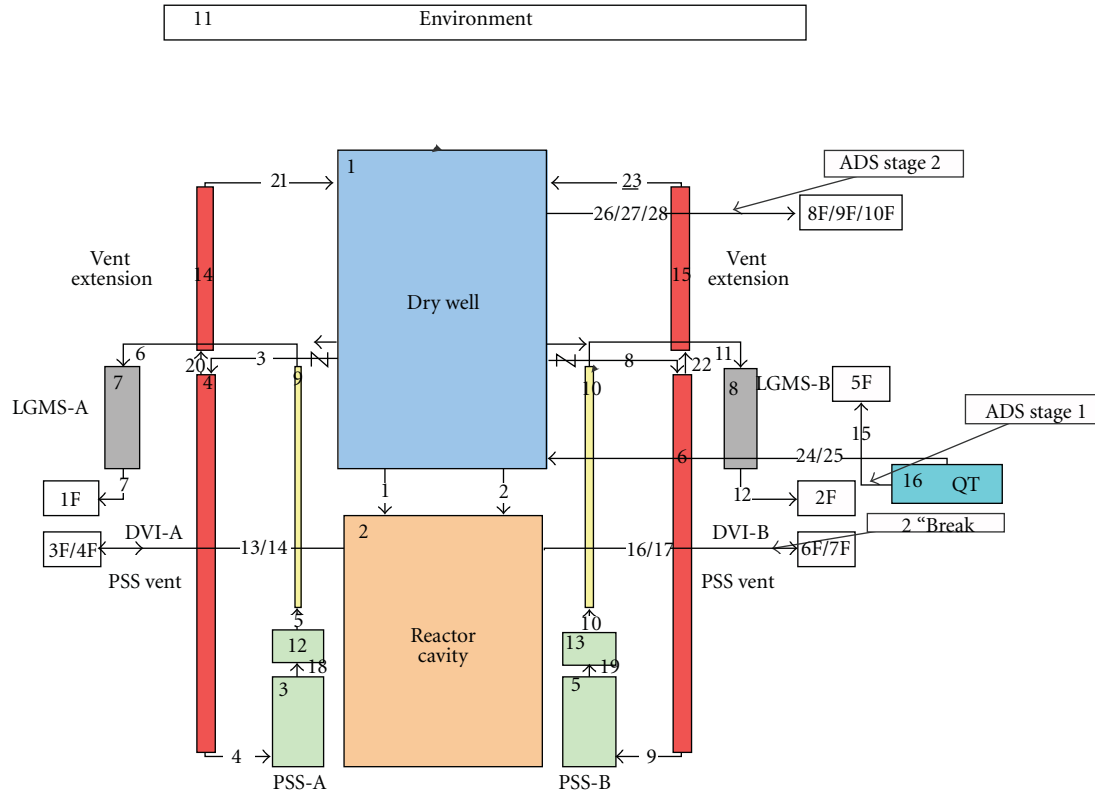 11 Environment
1
ADS stage 2
21
23
8F/9F/10F
26/27/28
Vent
extension
14
Dry well
15
Vent
extension
6
3
8
11
20
4
9
10
22
7
8
LGMS-A
LGMS-B
5F
ADS stage 1
15
6
24/25
16 QT
7
1
2
12
1F
2F
2
2 “Break
DVI-A
DVI-B
3F/4F
13/14
16/17
6F/7F
PSS vent
PSS vent
5
10
12
13
Reactor
cavity
18
19
3
5
4
9
PSS-A
PSS-B